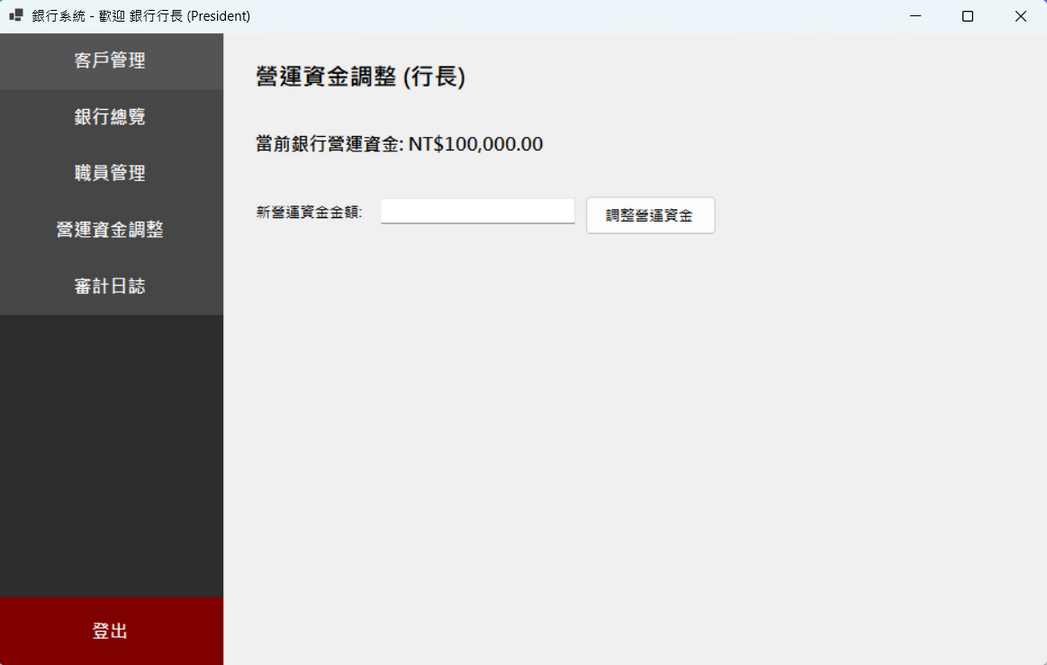 銀行系統 - 歡迎 銀行行長 (President)
客戶管理
銀行總覽
職員管理
營運資金調整
審計日誌
登出
營運資金調整 (行長)
當前銀行營運資金: NT$100,000.00
新營運資金金額:
調整營運資金